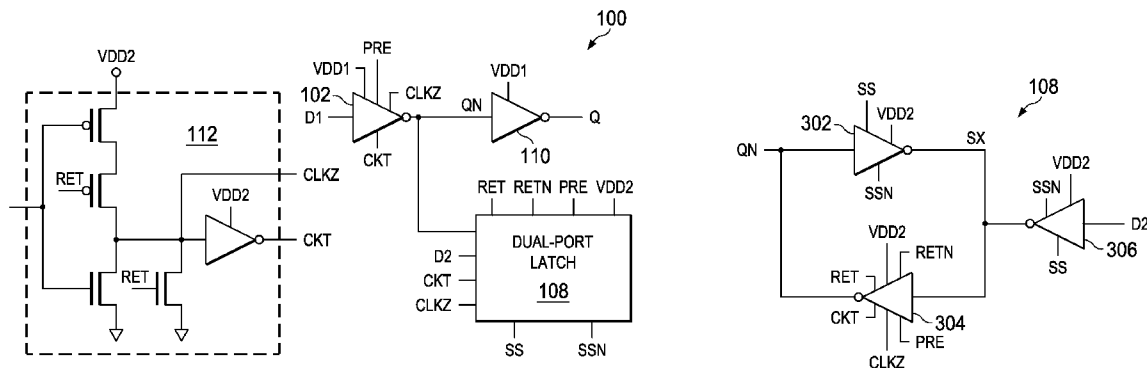 100
VDD2
PRE
VDD1
VDD1
102
CLKZ
D1
QN
Q
CKT
110
112
RET
VDD2
CLKZ
CKT
RET
RET RETN PRE VDD2
D2
CKT
CLKZ
DUAL-PORT
LATCH
108
SS SSN
108
SS
302
VDD2
QN
SX
SSN
VDD2
SSN
D2
306
SS
VDD2
RETN
RET
CKT
304
PRE
CLKZ